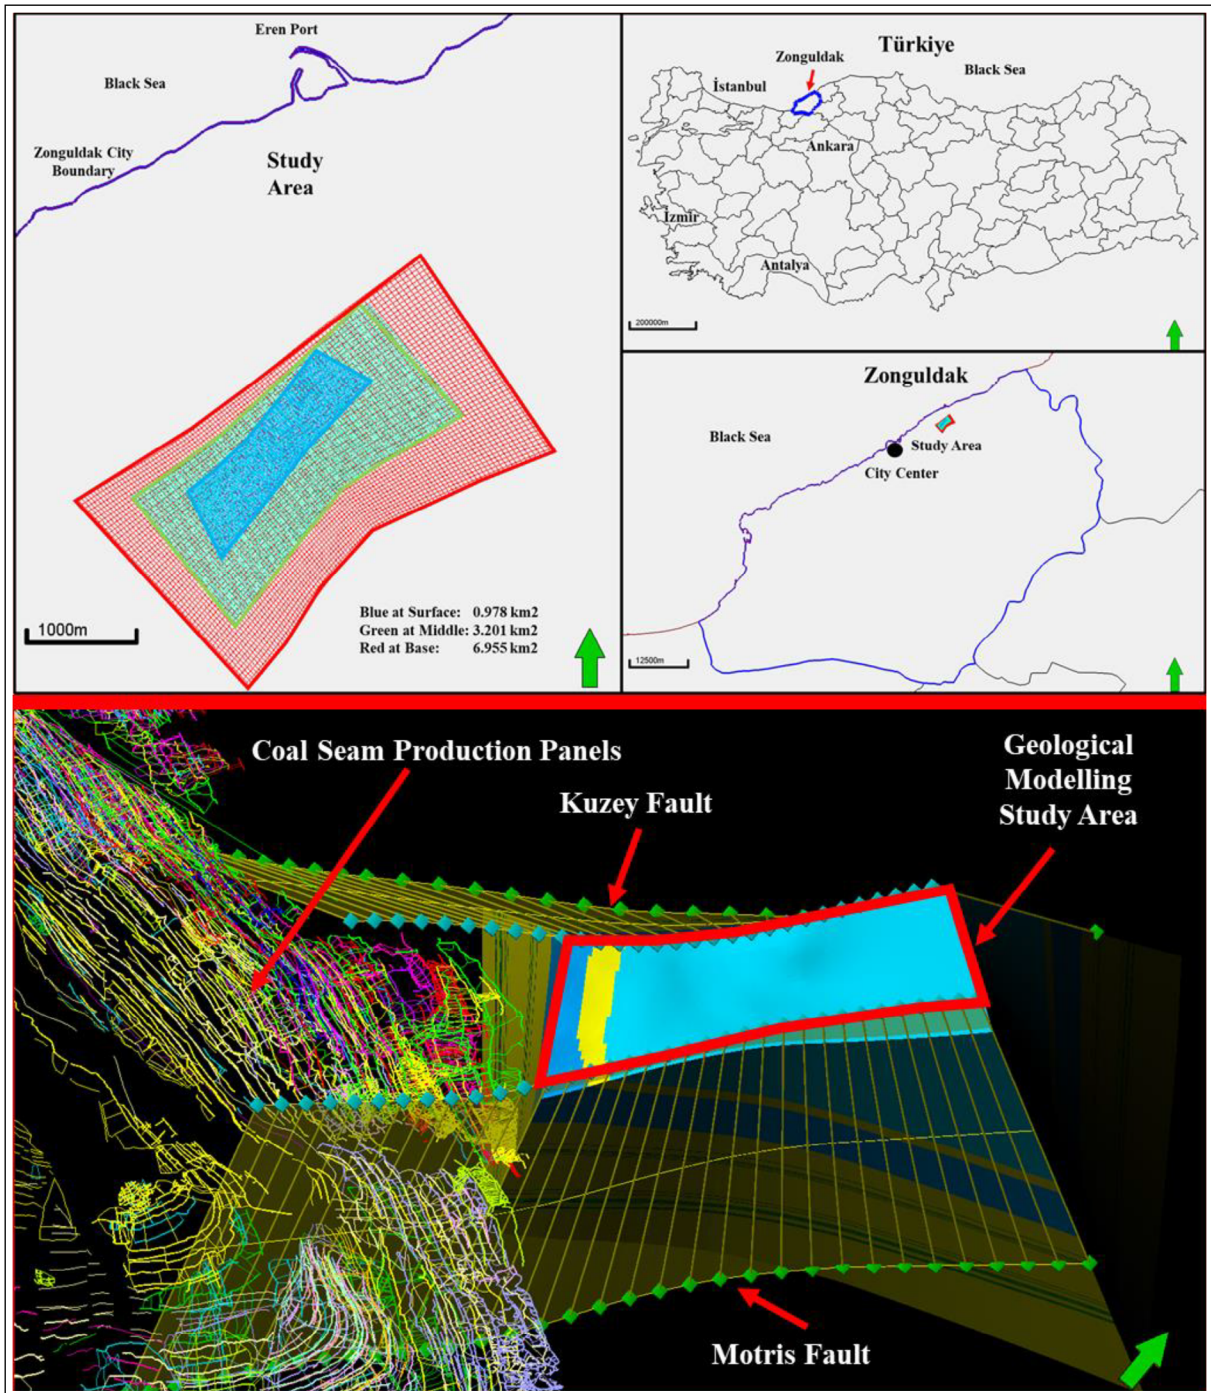 Eren Port
Black Sea
Zonguldak City
Boundary
Study
Area
1000m
Blue at Surface: 0.978 km2
Green at Middle: 3.201 km2
Red at Base: 6.955 km2
Türkiye
Zonguldak
Black Sea
İstanbul
Ankara
İzmir
Antalya
200000m
Zonguldak
Black Sea
Study Area
City Center
12500m
Coal Seam Production Panels
Kuzey Fault
Geological
Modelling
Study Area
Motris Fault